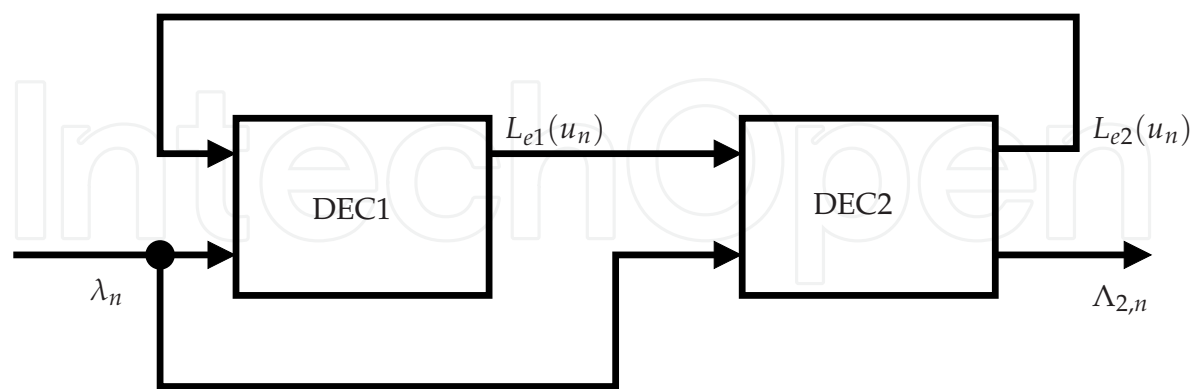 IntechOpen
L_{e1}(u_n)
L_{e2}(u_n)
DEC1
DEC2
λ_n
Λ_{2,n}